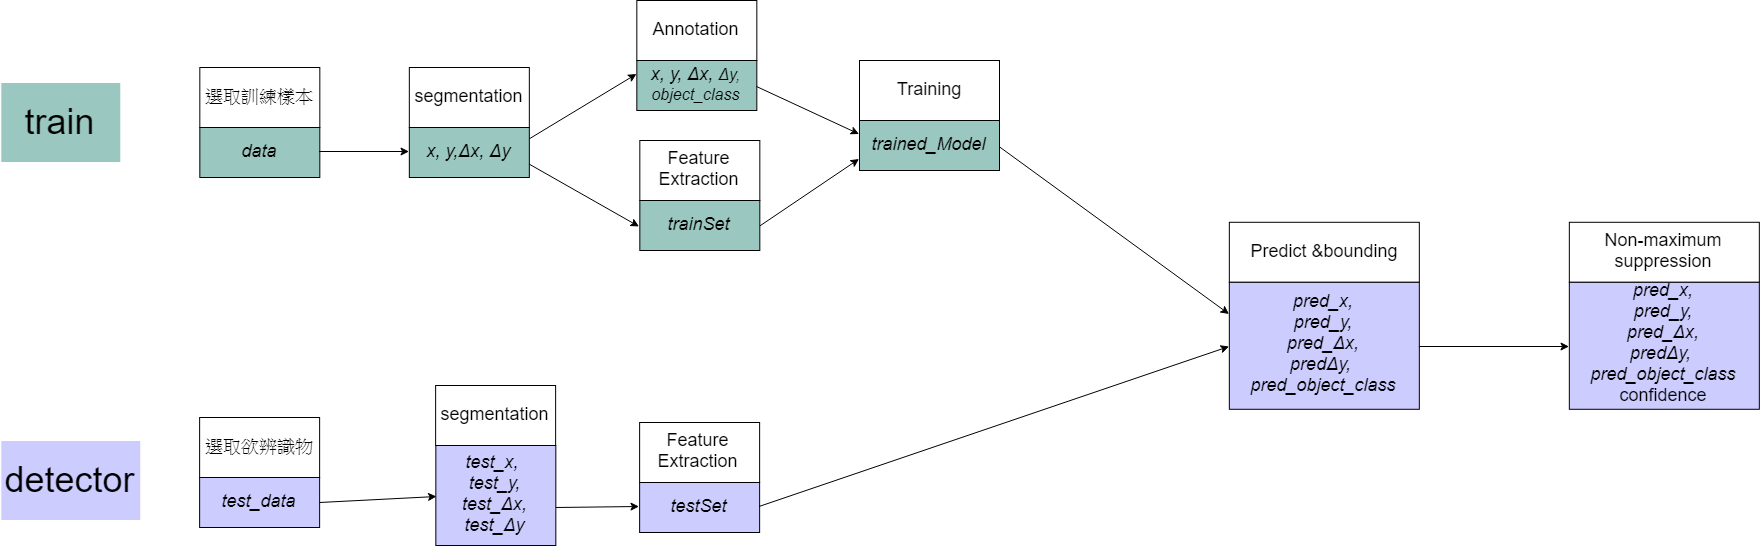 train
選取訓練樣本
data
segmentation
x, y,Δx, Δy
Annotation
x, y, Δx, Δy,
object_class
Feature
Extraction
trainSet
Training
trained_Model
detector
選取欲辨識物
test_data
segmentation
test_x,
test_y,
test_Δx,
test_Δy
Feature
Extraction
testSet
Predict &bounding
pred_x,
pred_y,
pred_Δx,
predΔy,
pred_object_class
Non-maximum
suppression
pred_x,
pred_y,
pred_Δx,
predΔy,
pred_object_class
confidence